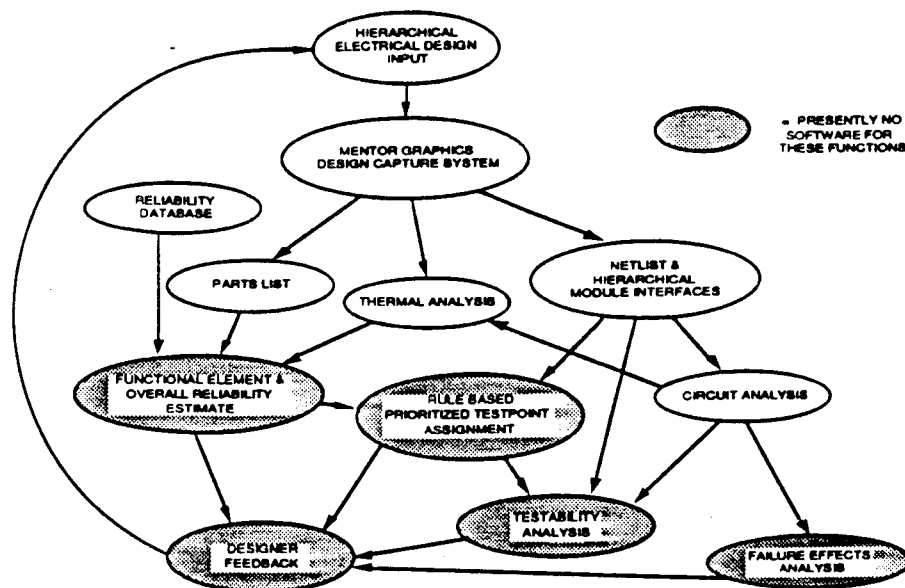 HIERARCHICAL
ELECTRICAL DESIGN
INPUT
= PRESENTLY NO
SOFTWARE FOR
THESE FUNCTIONS
MENTOR GRAPHICS
DESIGN CAPTURE SYSTEM
RELIABILITY
DATABASE
PARTS LIST
THERMAL ANALYSIS
NETLIST &
HIERARCHICAL
MODULE INTERFACES
FUNCTIONAL ELEMENT &
OVERALL RELIABILITY
ESTIMATE
RULE BASED
PRIORITIZED TESTPOINT
ASSIGNMENT
CIRCUIT ANALYSIS
TESTABILITY
ANALYSIS
DESIGNER
FEEDBACK
FAILURE EFFECTS
ANALYSIS